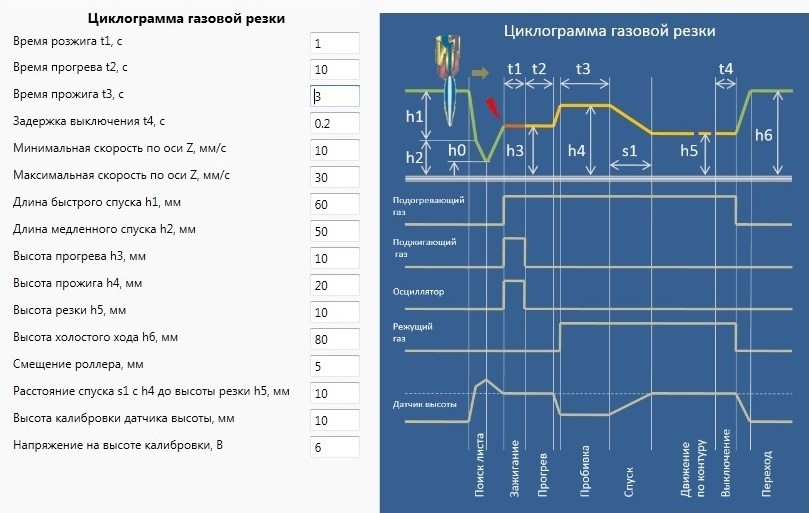 Циклограмма газовой резки
Время розжига t1, с 1
Время прогрева t2, с 10
Время прожига t3, с 3
Задержка выключения t4, с 0.2
Минимальная скорость по оси Z, мм/с 10
Максимальная скорость по оси Z, мм/с 30
Длина быстрого спуска h1, мм 60
Длина медленного спуска h2, мм 50
Высота прогрева h3, мм 10
Высота прожига h4, мм 20
Высота резки h5, мм 10
Высота холостого хода h6, мм 80
Смещение роллера, мм 5
Расстояние спуска s1 с h4 до высоты резки h5, мм 10
Высота калибровки датчика высоты, мм 10
Напряжение на высоте калибровки, В 6
Циклограмма газовой резки
t1 t2 t3 t4
h1 h2 h0 h3 h4 s1 h5 h6
Подогревающий
газ
Поджигающий
газ
Осциллятор
Режущий
газ
Датчик высоты
Поиск листа
Зажигание
Прогрев
Пробивка
Спуск
Движение
по контуру
Выключение
Переход